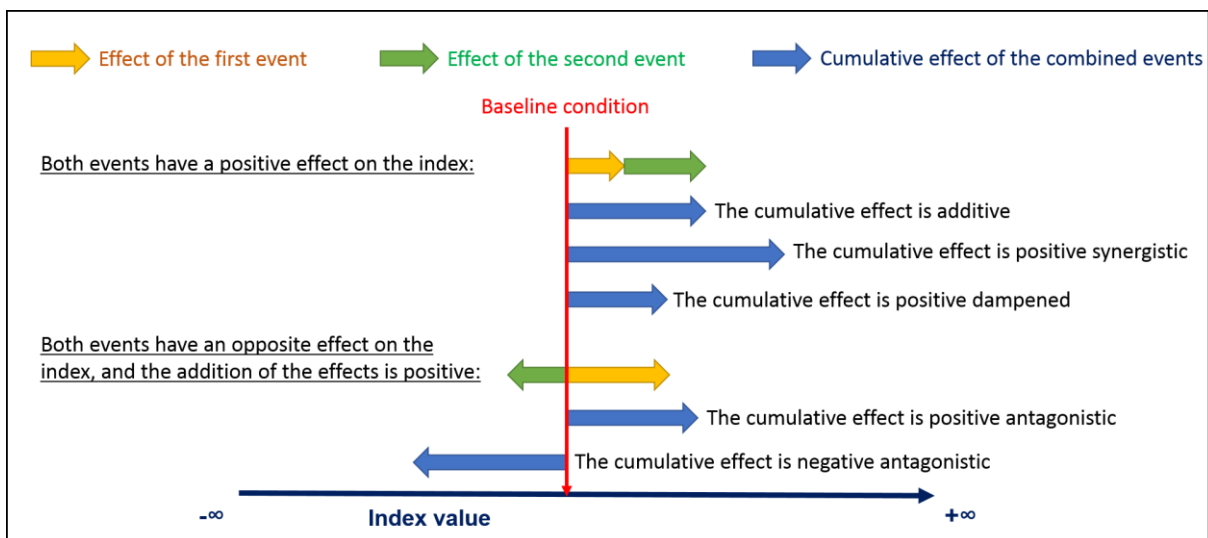 Effect of the first event
Effect of the second event
Cumulative effect of the combined events
Baseline condition
Both events have a positive effect on the index:
The cumulative effect is additive
The cumulative effect is positive synergistic
The cumulative effect is positive dampened
Both events have an opposite effect on the
index, and the addition of the effects is positive:
The cumulative effect is positive antagonistic
The cumulative effect is negative antagonistic
-∞
Index value
+∞